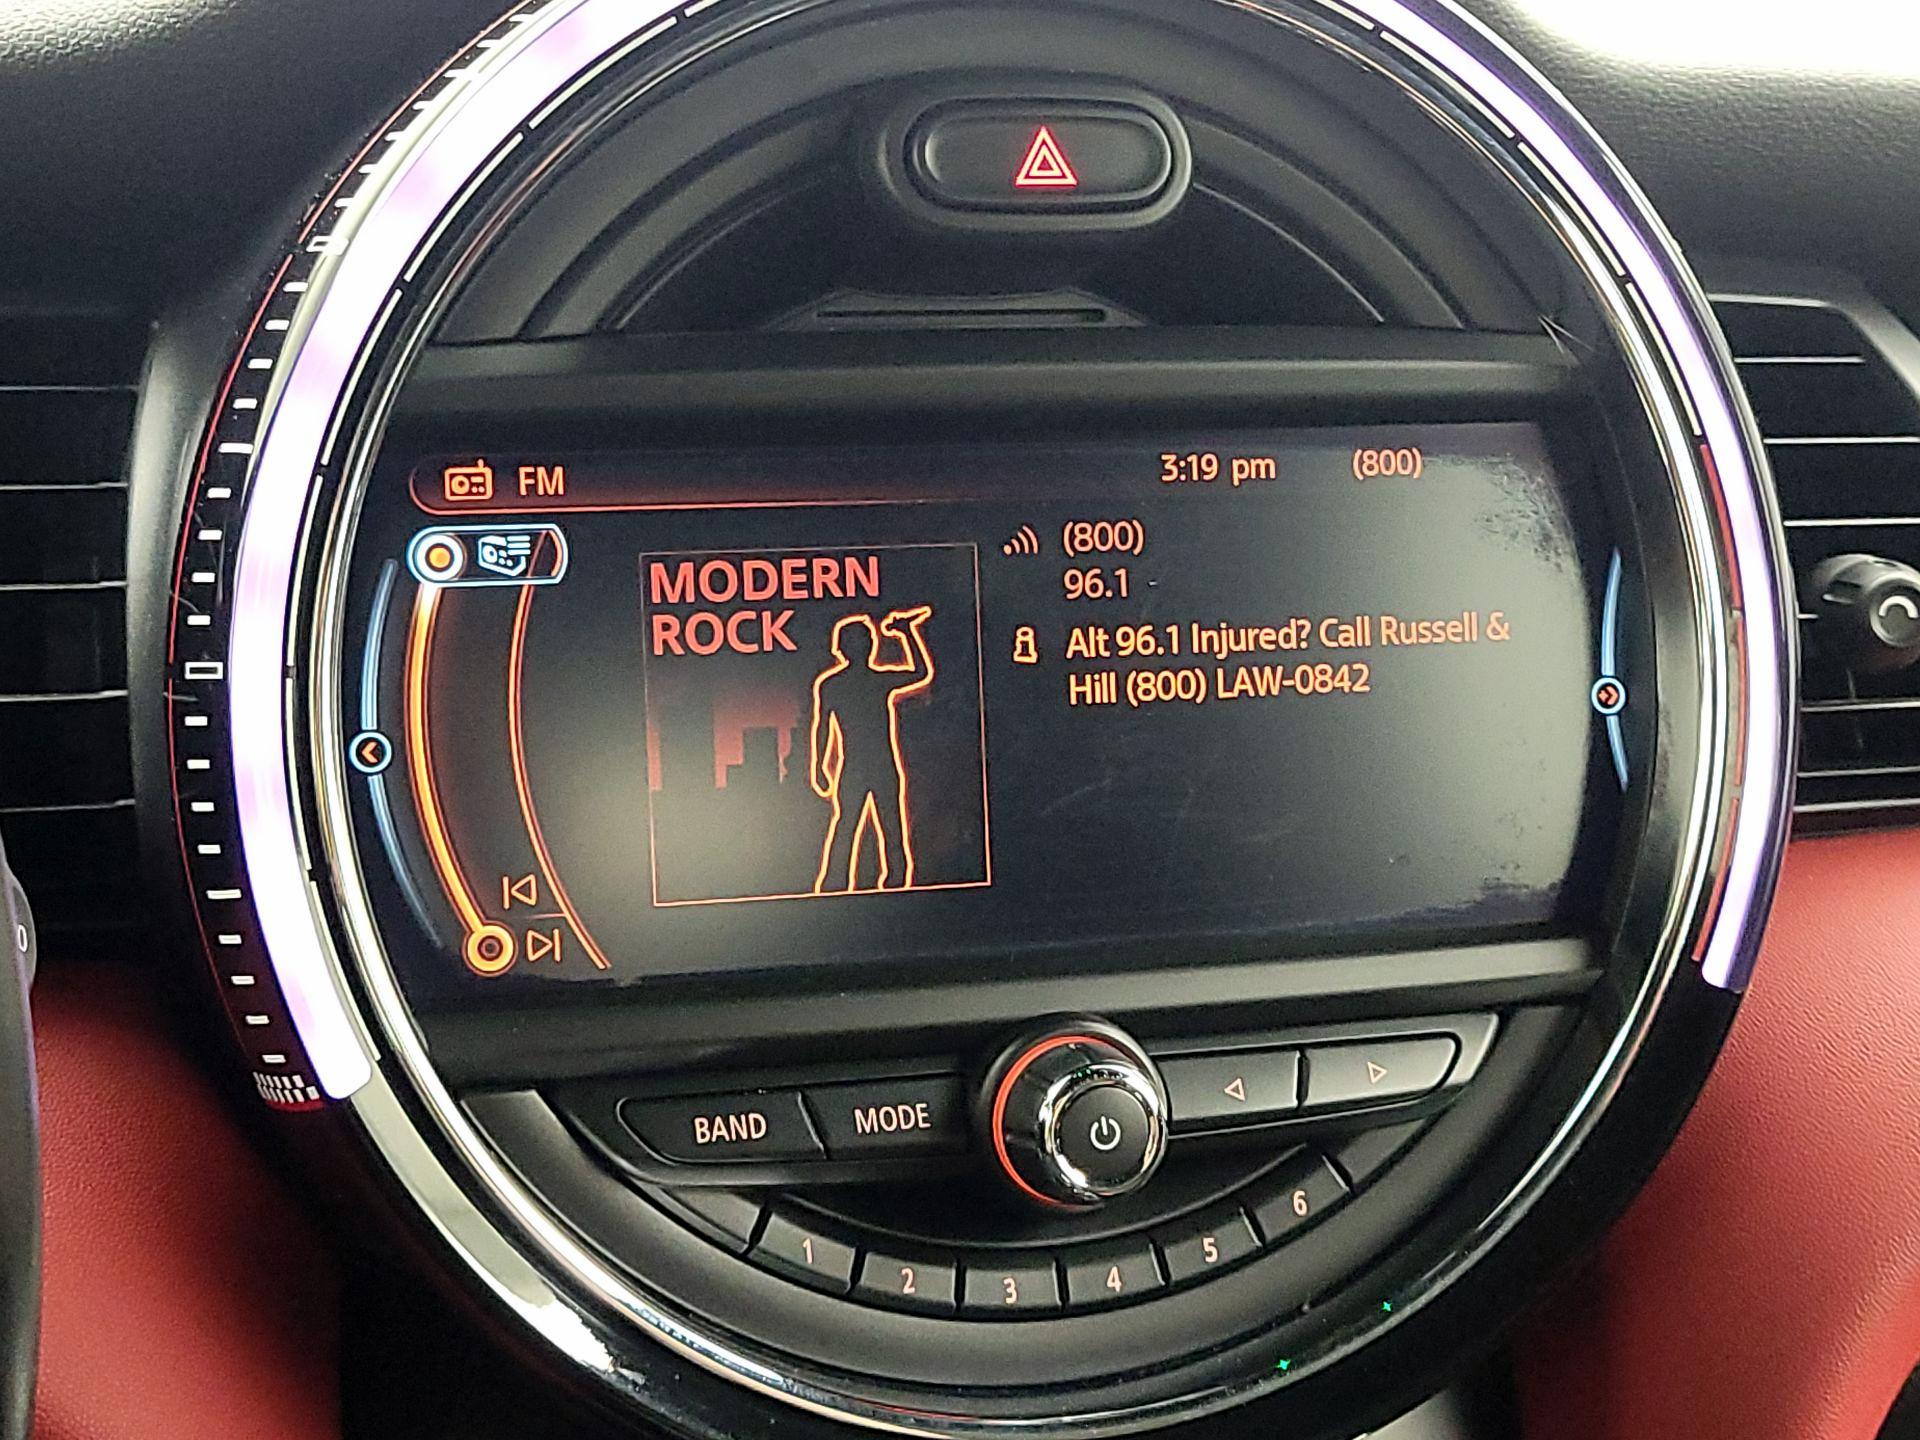 FM
3:19 pm (800)
MODERN
ROCK
(800)
96.1
Alt 96.1 Injured? Call Russell &
Hill (800) LAW-0842
BAND
MODE
1
2
3
4
5
6
0